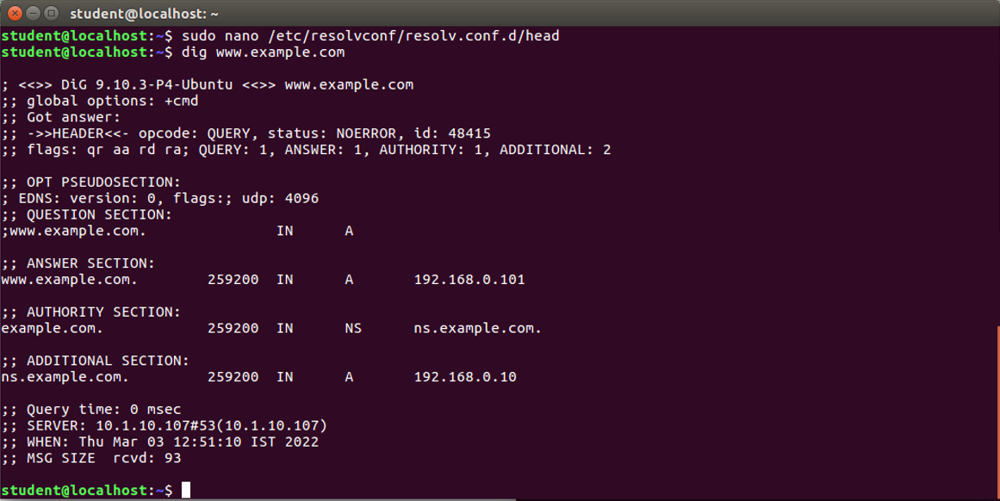 student@localhost: ~
student@localhost:~$ sudo nano /etc/resolvconf/resolv.conf.d/head
student@localhost:~$ dig www.example.com
; <<>> DiG 9.10.3-P4-Ubuntu <<>> www.example.com
;; global options: +cmd
;; Got answer:
;; ->>HEADER<<- opcode: QUERY, status: NOERROR, id: 48415
;; flags: qr aa rd ra; QUERY: 1, ANSWER: 1, AUTHORITY: 1, ADDITIONAL: 2
;; OPT PSEUDOSECTION:
; EDNS: version: 0, flags:; udp: 4096
;; QUESTION SECTION:
;www.example.com. IN A
;; ANSWER SECTION:
www.example.com. 259200 IN A 192.168.0.101
;; AUTHORITY SECTION:
example.com. 259200 IN NS ns.example.com.
;; ADDITIONAL SECTION:
ns.example.com. 259200 IN A 192.168.0.10
;; Query time: 0 msec
;; SERVER: 10.1.10.107#53(10.1.10.107)
;; WHEN: Thu Mar 03 12:51:10 IST 2022
;; MSG SIZE rcvd: 93
student@localhost:~$